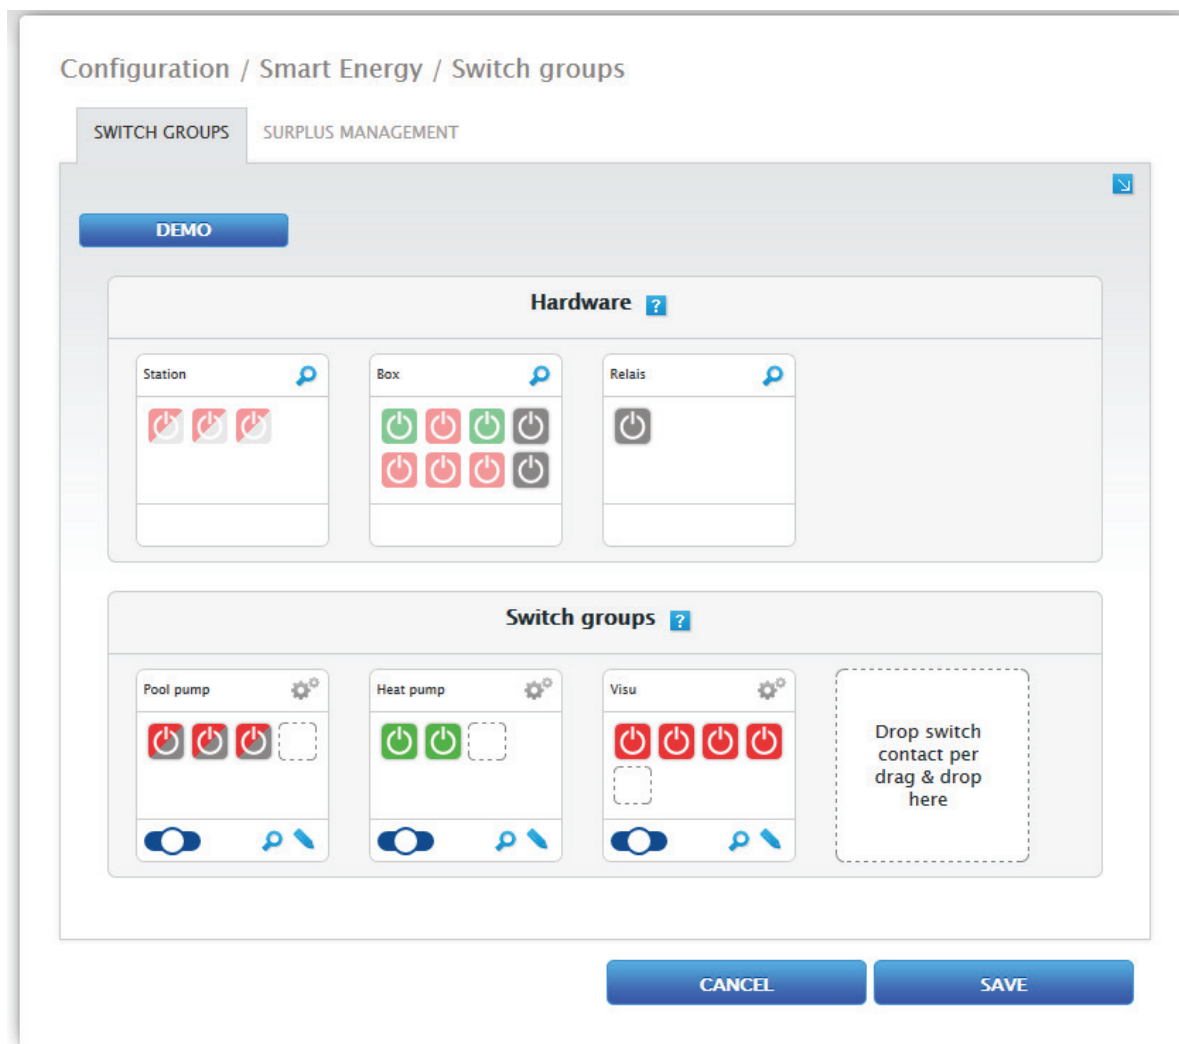 Configuration / Smart Energy / Switch groups
SWITCH GROUPS
SURPLUS MANAGEMENT
DEMO
Hardware ?
Station
Box
Relais
Switch groups ?
Pool pump
Heat pump
Visu
Drop switch
contact per
drag & drop
here
CANCEL
SAVE